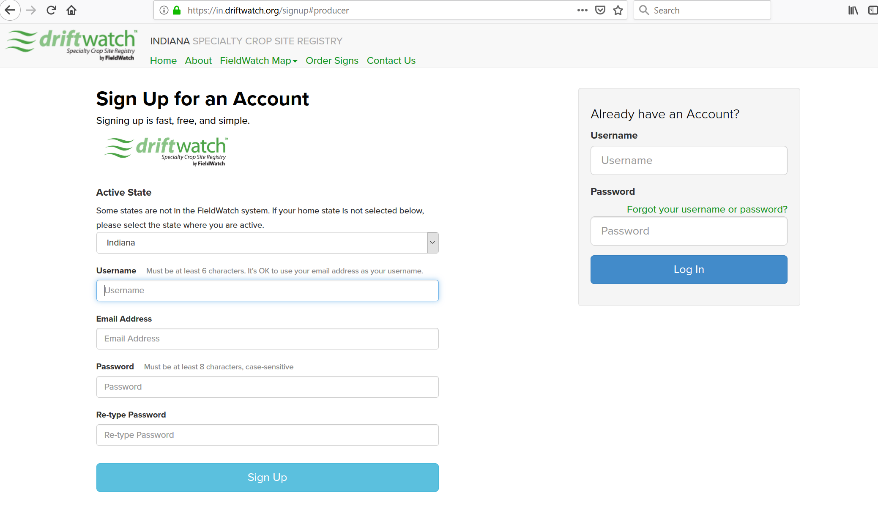 https://in.driftwatch.org/signup#producer
Search
driftwatch
Specialty Crop Site Registry
by FieldWatch
INDIANA SPECIALTY CROP SITE REGISTRY
Home About FieldWatch Map Order Signs Contact Us
Sign Up for an Account
Signing up is fast, free, and simple.
driftwatch
Specialty Crop Site Registry
by FieldWatch
Active State
Some states are not in the FieldWatch system. If your home state is not selected below,
please select the state where you are active.
Indiana
Username Must be at least 6 characters. It's OK to use your email address as your username.
Username
Email Address
Email Address
Password Must be at least 8 characters, case-sensitive
Password
Re-type Password
Re-type Password
Sign Up
Already have an Account?
Username
Username
Password
Forgot your username or password?
Password
Log In